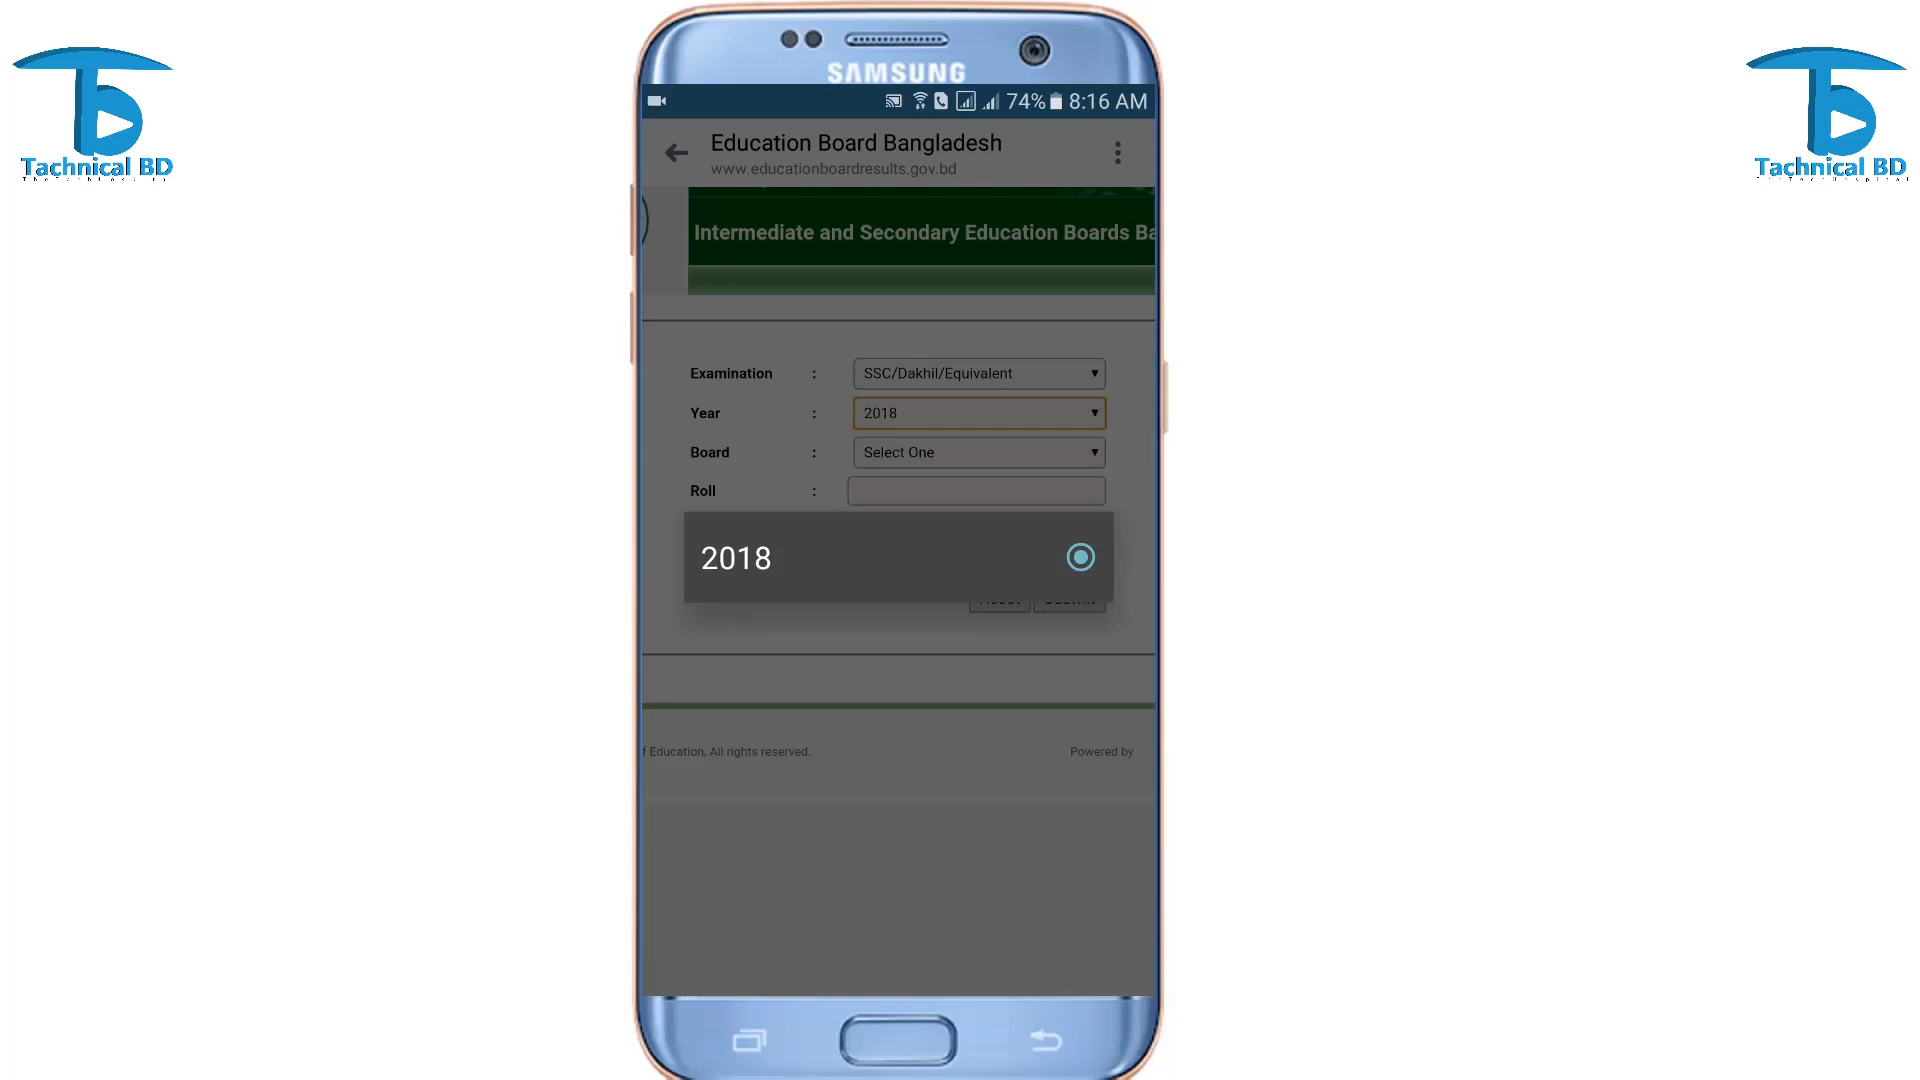 SAMSUNG
74% 8:16 AM
Education Board Bangladesh
www.educationboardresults.gov.bd
Intermediate and Secondary Education Boards Ba
Examination : SSC/Dakhil/Equivalent
Year : 2018
Board : Select One
Roll :
2018
Reset Submit
f Education, All rights reserved. Powered by
Tachnical BD
Tachnical BD